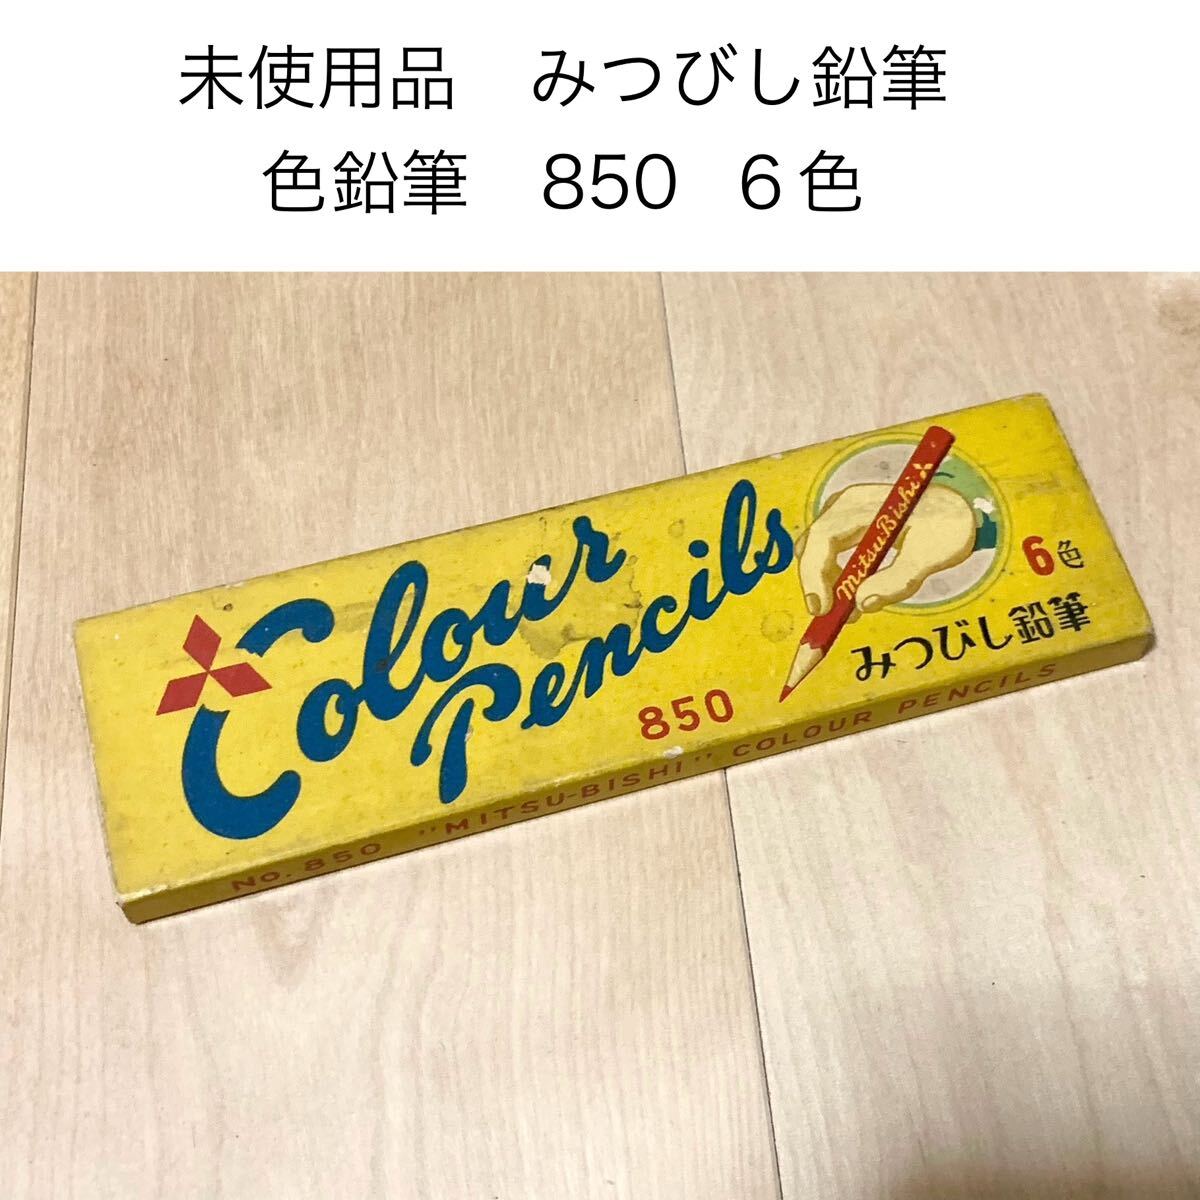 未使用品　みつびし鉛筆
色鉛筆　850　６色
Colour
Pencils
mitsuBishi
6色
850
みつびし鉛筆
No. 850 "MITSU-BISHI" COLOUR PENCILS